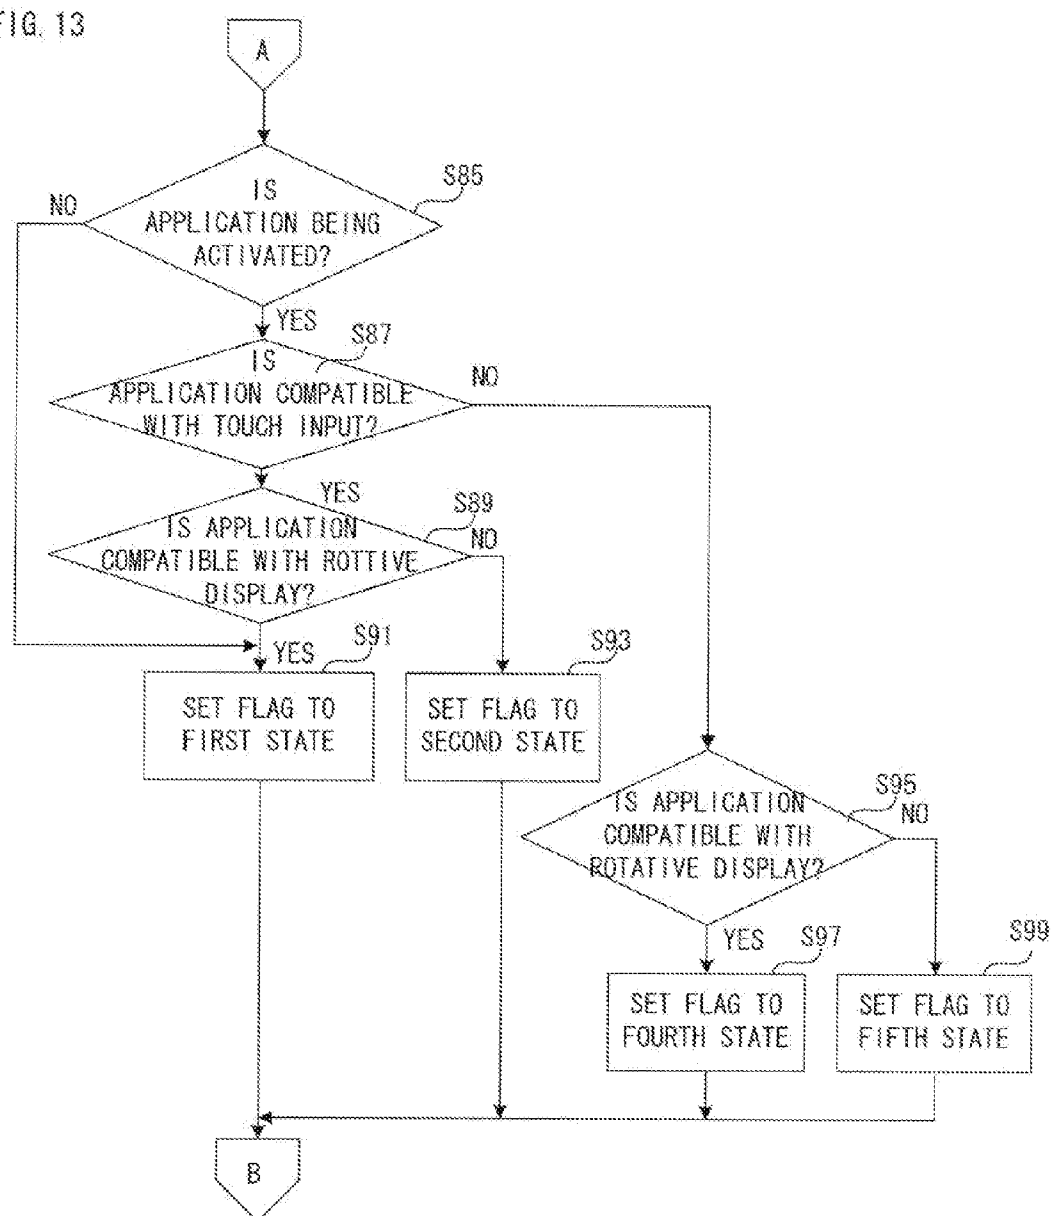 FIG. 13
A
S85
IS
APPLICATION BEING
ACTIVATED?
NO
YES
S87
IS
APPLICATION COMPATIBLE
WITH TOUCH INPUT?
NO
YES
S89
IS APPLICATION
COMPATIBLE WITH ROTTIVE
DISPLAY?
NO
YES
S91
SET FLAG TO
FIRST STATE
S93
SET FLAG TO
SECOND STATE
S95
IS APPLICATION
COMPATIBLE WITH
ROTATIVE DISPLAY?
NO
YES
S97
SET FLAG TO
FOURTH STATE
S99
SET FLAG TO
FIFTH STATE
B